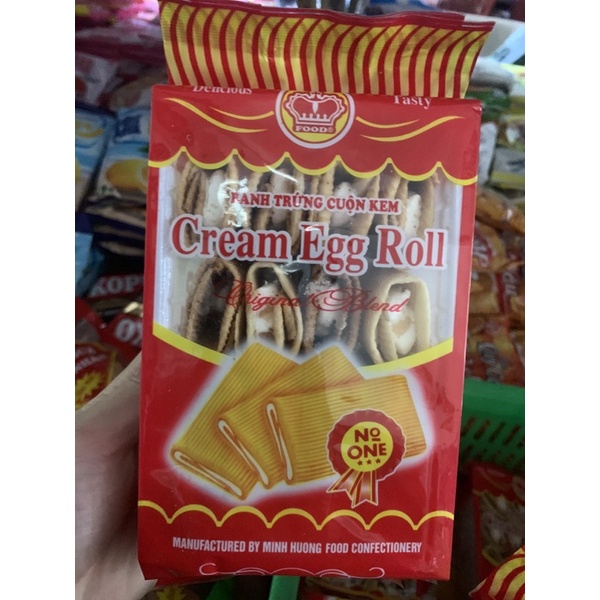 Delicious
Tasty
FOOD®
BÁNH TRỨNG CUỘN KEM
Cream Egg Roll
Original Blend
No
ONE
MANUFACTURED BY MINH HUONG FOOD CONFECTIONERY
KOP